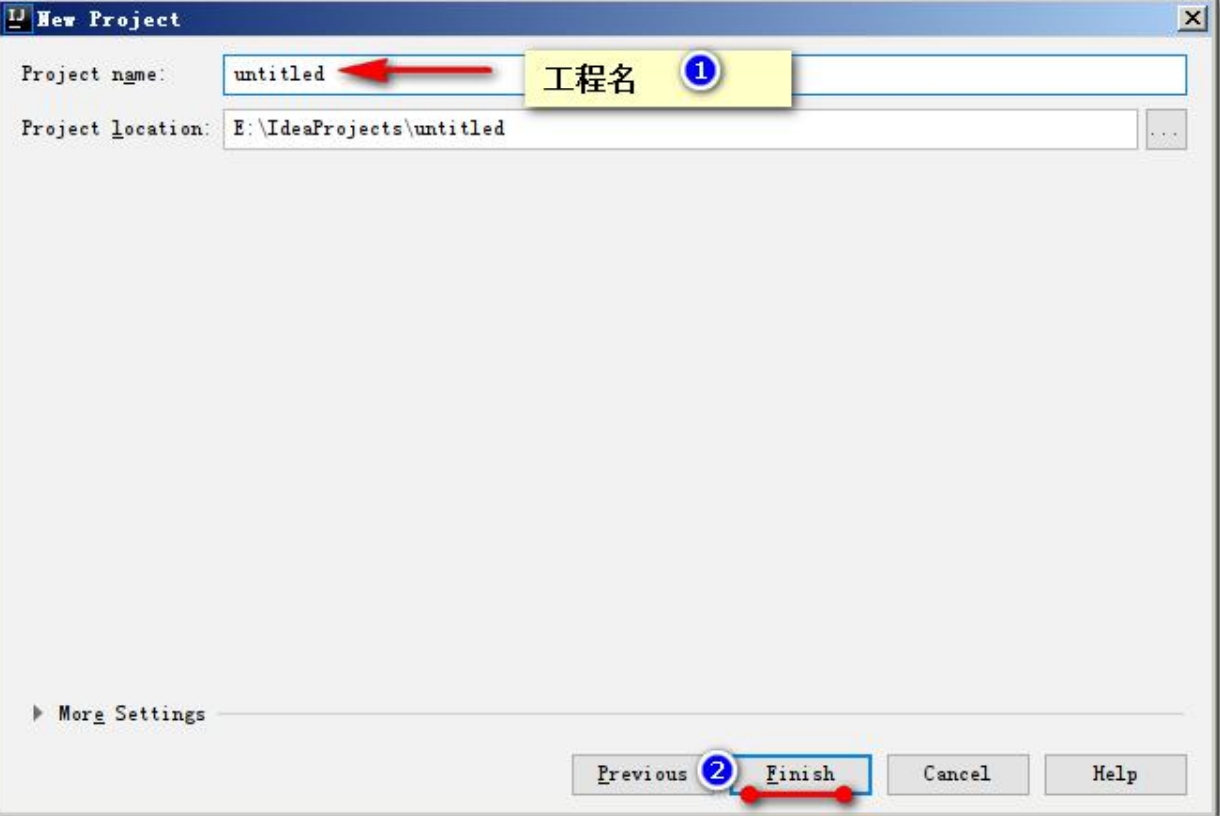 IJ New Project
Project name: untitled 工程名 1
Project location: E:\IdeaProjects\untitled ...
More Settings
Previous 2 Finish Cancel Help